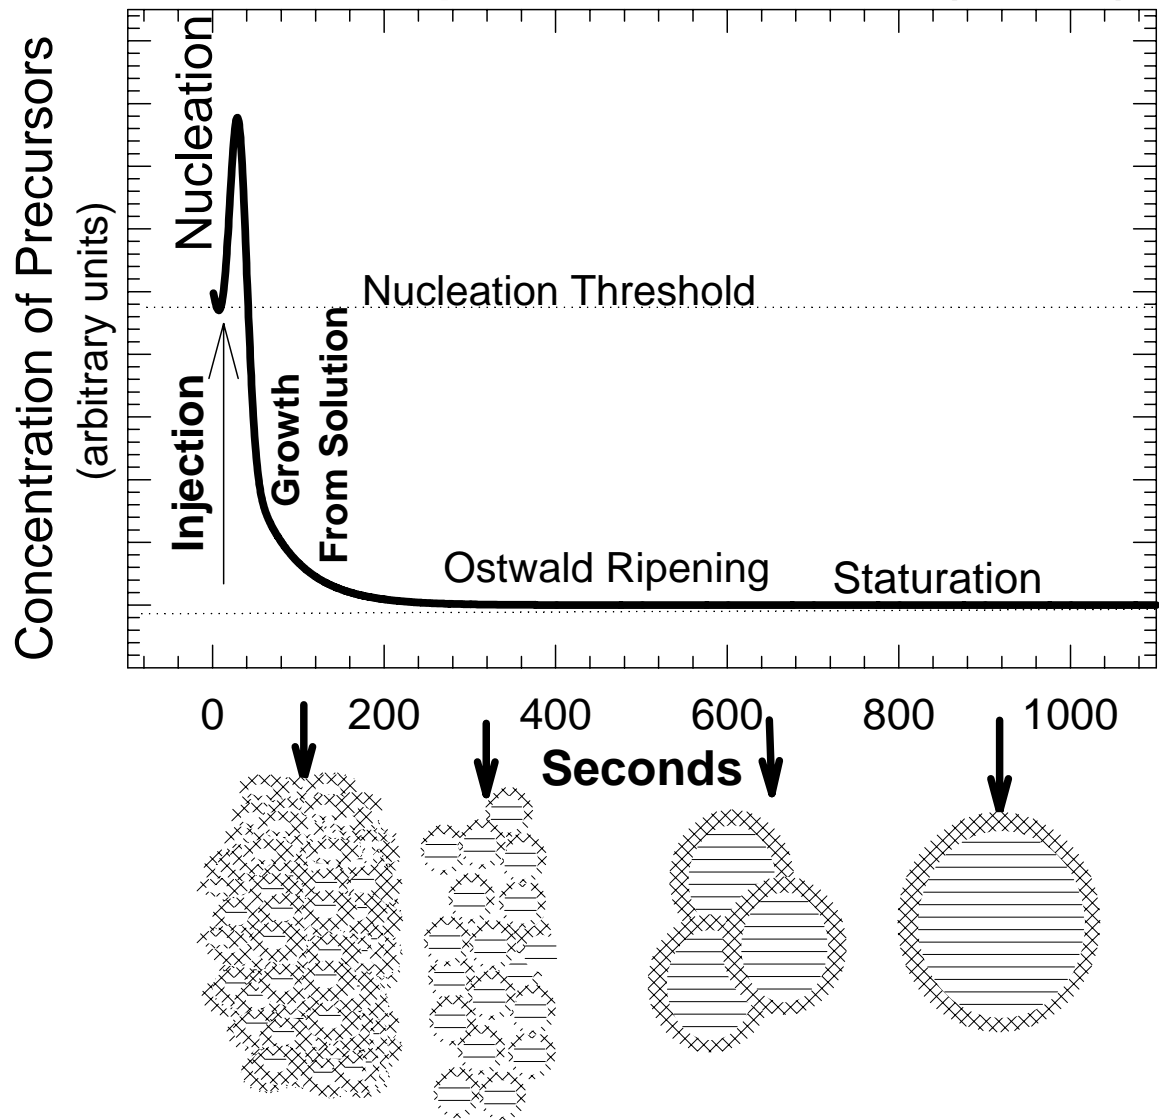 Concentration of Precursors
(arbitrary units)
Nucleation
Nucleation Threshold
Injection
Growth
From Solution
Ostwald Ripening
Staturation
0 200 400 600 800 1000
Seconds